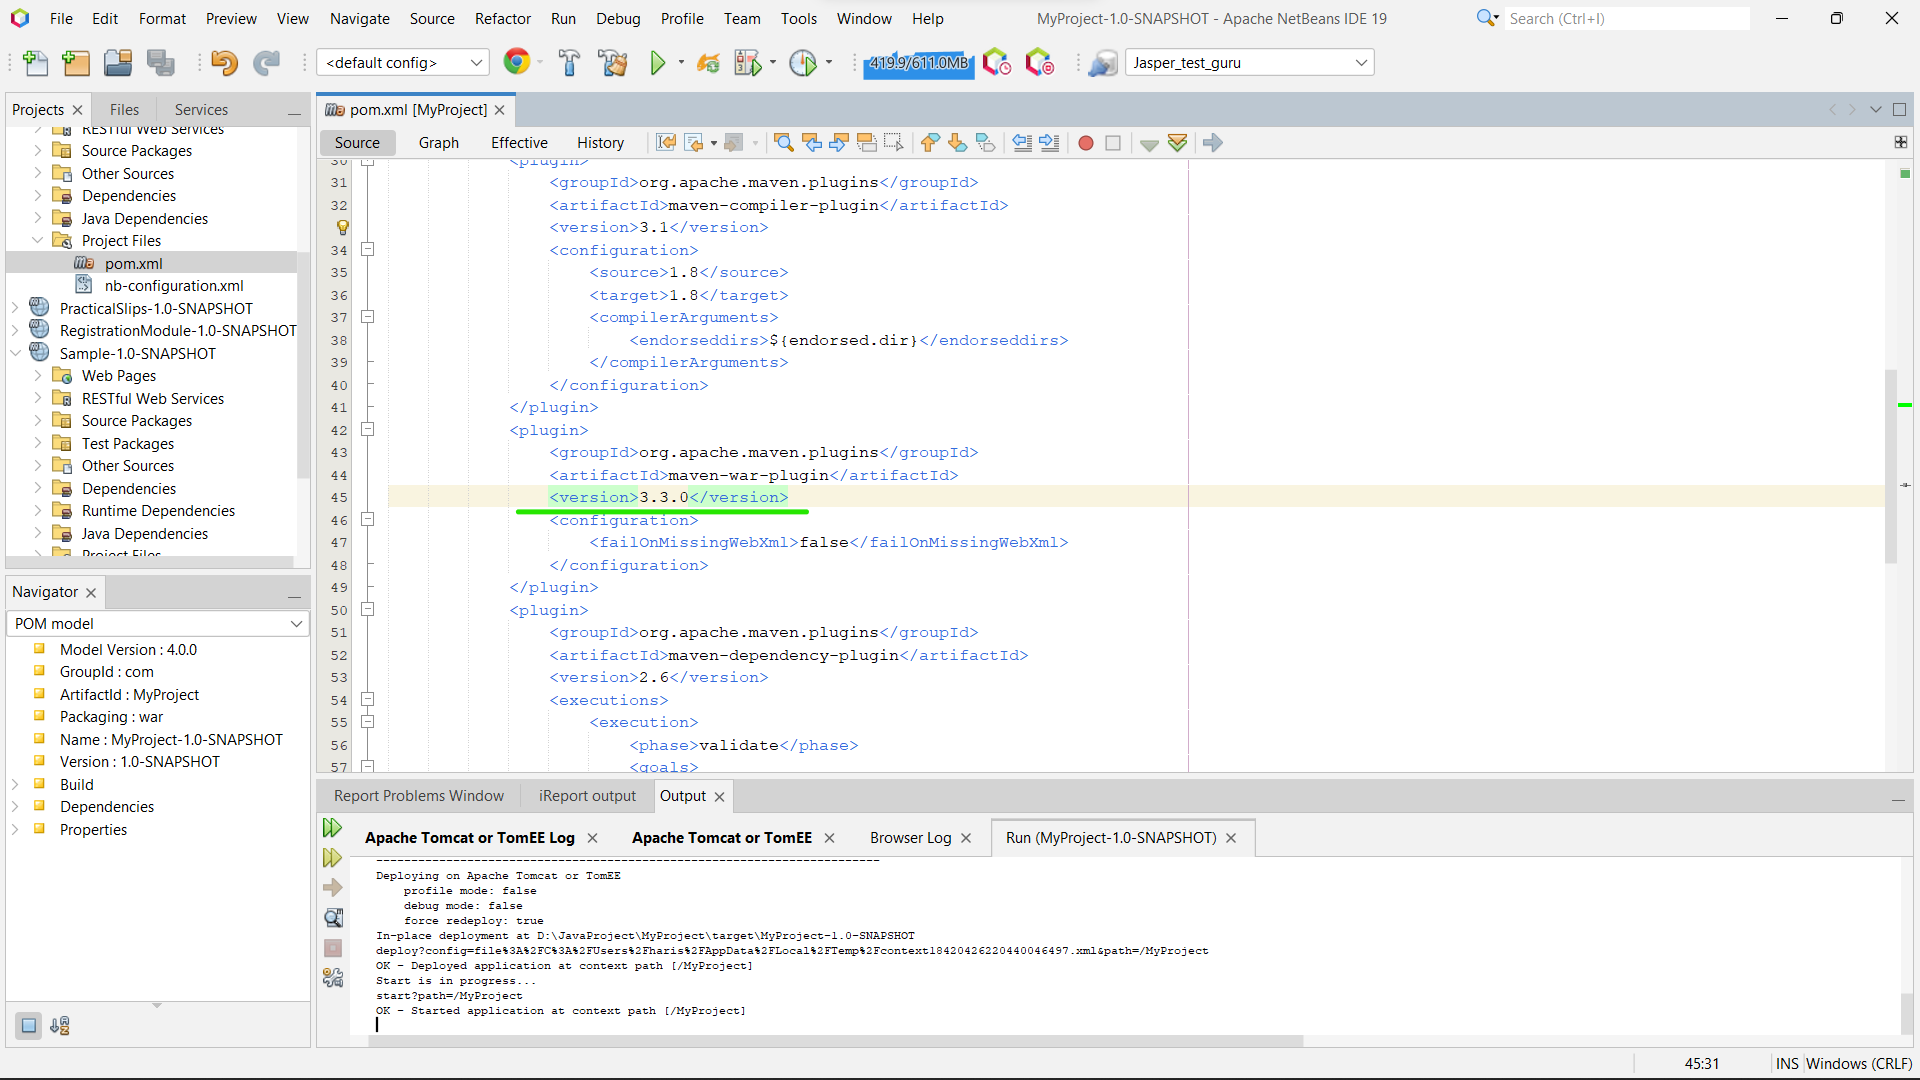 File Edit Format Preview View Navigate Source Refactor Run Debug Profile Team Tools Window Help
MyProject-1.0-SNAPSHOT - Apache NetBeans IDE 19
Search (Ctrl+I)
<default config>
419.9/611.0MB
Jasper_test_guru
Projects Files Services
RESTful Web Services
Source Packages
Other Sources
Dependencies
Java Dependencies
Project Files
pom.xml
nb-configuration.xml
PracticalSlips-1.0-SNAPSHOT
RegistrationModule-1.0-SNAPSHOT
Sample-1.0-SNAPSHOT
Web Pages
RESTful Web Services
Source Packages
Test Packages
Other Sources
Dependencies
Runtime Dependencies
Java Dependencies
Project Files
Navigator
POM model
Model Version : 4.0.0
GroupId : com
ArtifactId : MyProject
Packaging : war
Name : MyProject-1.0-SNAPSHOT
Version : 1.0-SNAPSHOT
Build
Dependencies
Properties
pom.xml [MyProject]
Source Graph Effective History
30 <plugin>
31 <groupId>org.apache.maven.plugins</groupId>
32 <artifactId>maven-compiler-plugin</artifactId>
<version>3.1</version>
34 <configuration>
35 <source>1.8</source>
36 <target>1.8</target>
37 <compilerArguments>
38 <endorseddirs>${endorsed.dir}</endorseddirs>
39 </compilerArguments>
40 </configuration>
41 </plugin>
42 <plugin>
43 <groupId>org.apache.maven.plugins</groupId>
44 <artifactId>maven-war-plugin</artifactId>
45 <version>3.3.0</version>
46 <configuration>
47 <failOnMissingWebXml>false</failOnMissingWebXml>
48 </configuration>
49 </plugin>
50 <plugin>
51 <groupId>org.apache.maven.plugins</groupId>
52 <artifactId>maven-dependency-plugin</artifactId>
53 <version>2.6</version>
54 <executions>
55 <execution>
56 <phase>validate</phase>
57 <goals>
Report Problems Window iReport output Output
Apache Tomcat or TomEE Log Apache Tomcat or TomEE Browser Log Run (MyProject-1.0-SNAPSHOT)
------------------------------------------------------------------------
Deploying on Apache Tomcat or TomEE
profile mode: false
debug mode: false
force redeploy: true
In-place deployment at D:\JavaProject\MyProject\target\MyProject-1.0-SNAPSHOT
deploy?config=file%3A%2FC%3A%2FUsers%2Fharis%2FAppData%2FLocal%2FTemp%2Fcontext18420426220440046497.xml&path=/MyProject
OK - Deployed application at context path [/MyProject]
Start is in progress...
start?path=/MyProject
OK - Started application at context path [/MyProject]
45:31 INS Windows (CRLF)